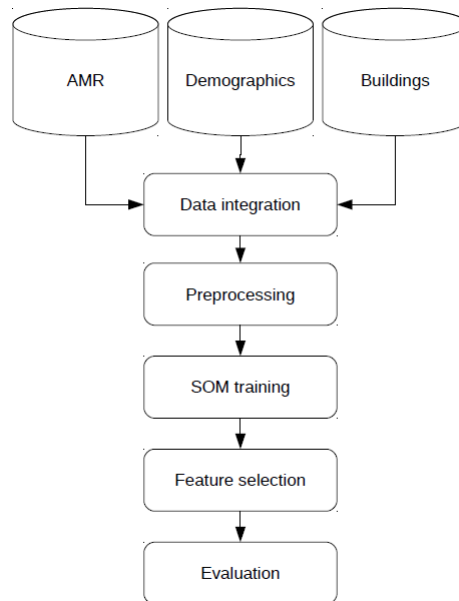 AMR
Demographics
Buildings
Data integration
Preprocessing
SOM training
Feature selection
Evaluation